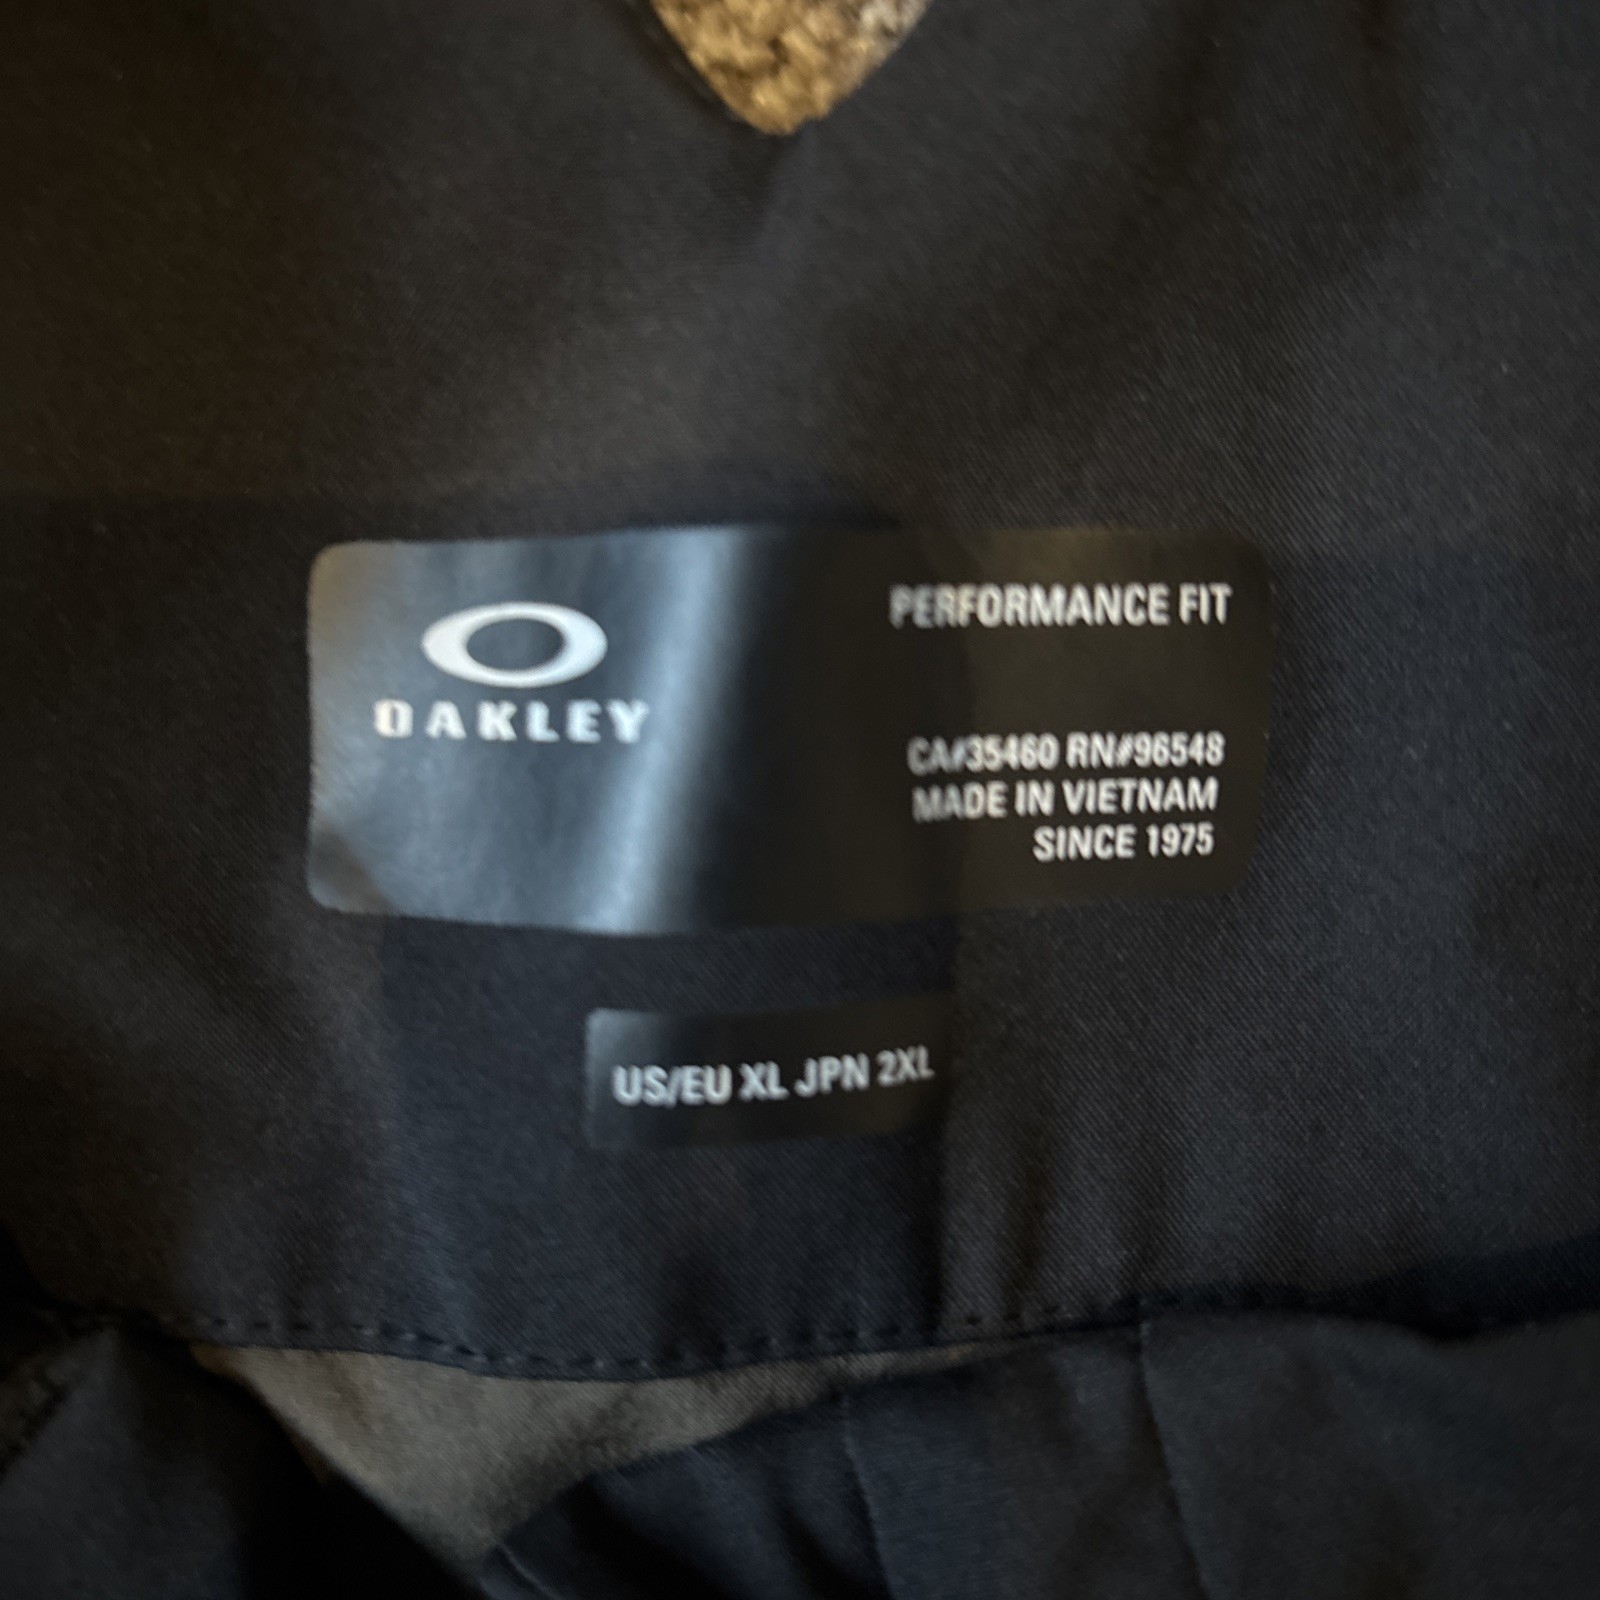 OAKLEY
PERFORMANCE FIT
CA#35460 RN#96548
MADE IN VIETNAM
SINCE 1975
US/EU XL JPN 2XL